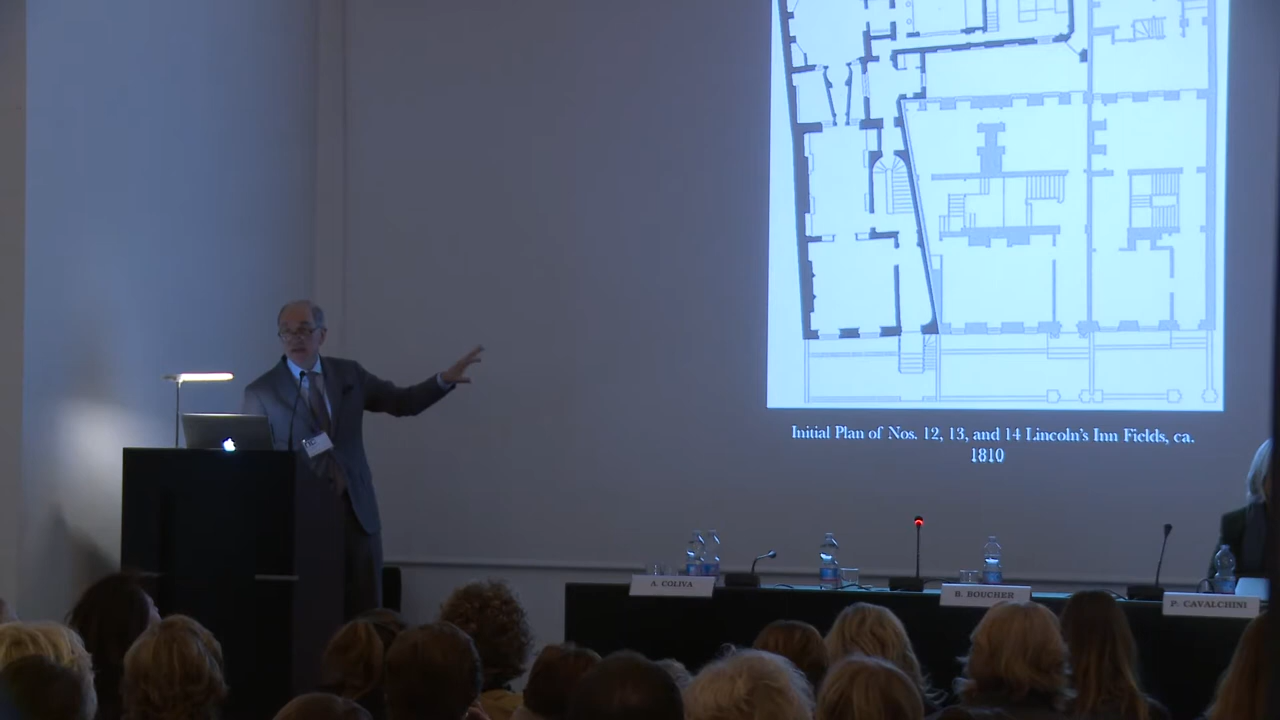 Initial Plan of Nos. 12, 13, and 14 Lincoln's Inn Fields, ca.
1810
A. COLIVA
B. BOUCHER
P. CAVALCHINI